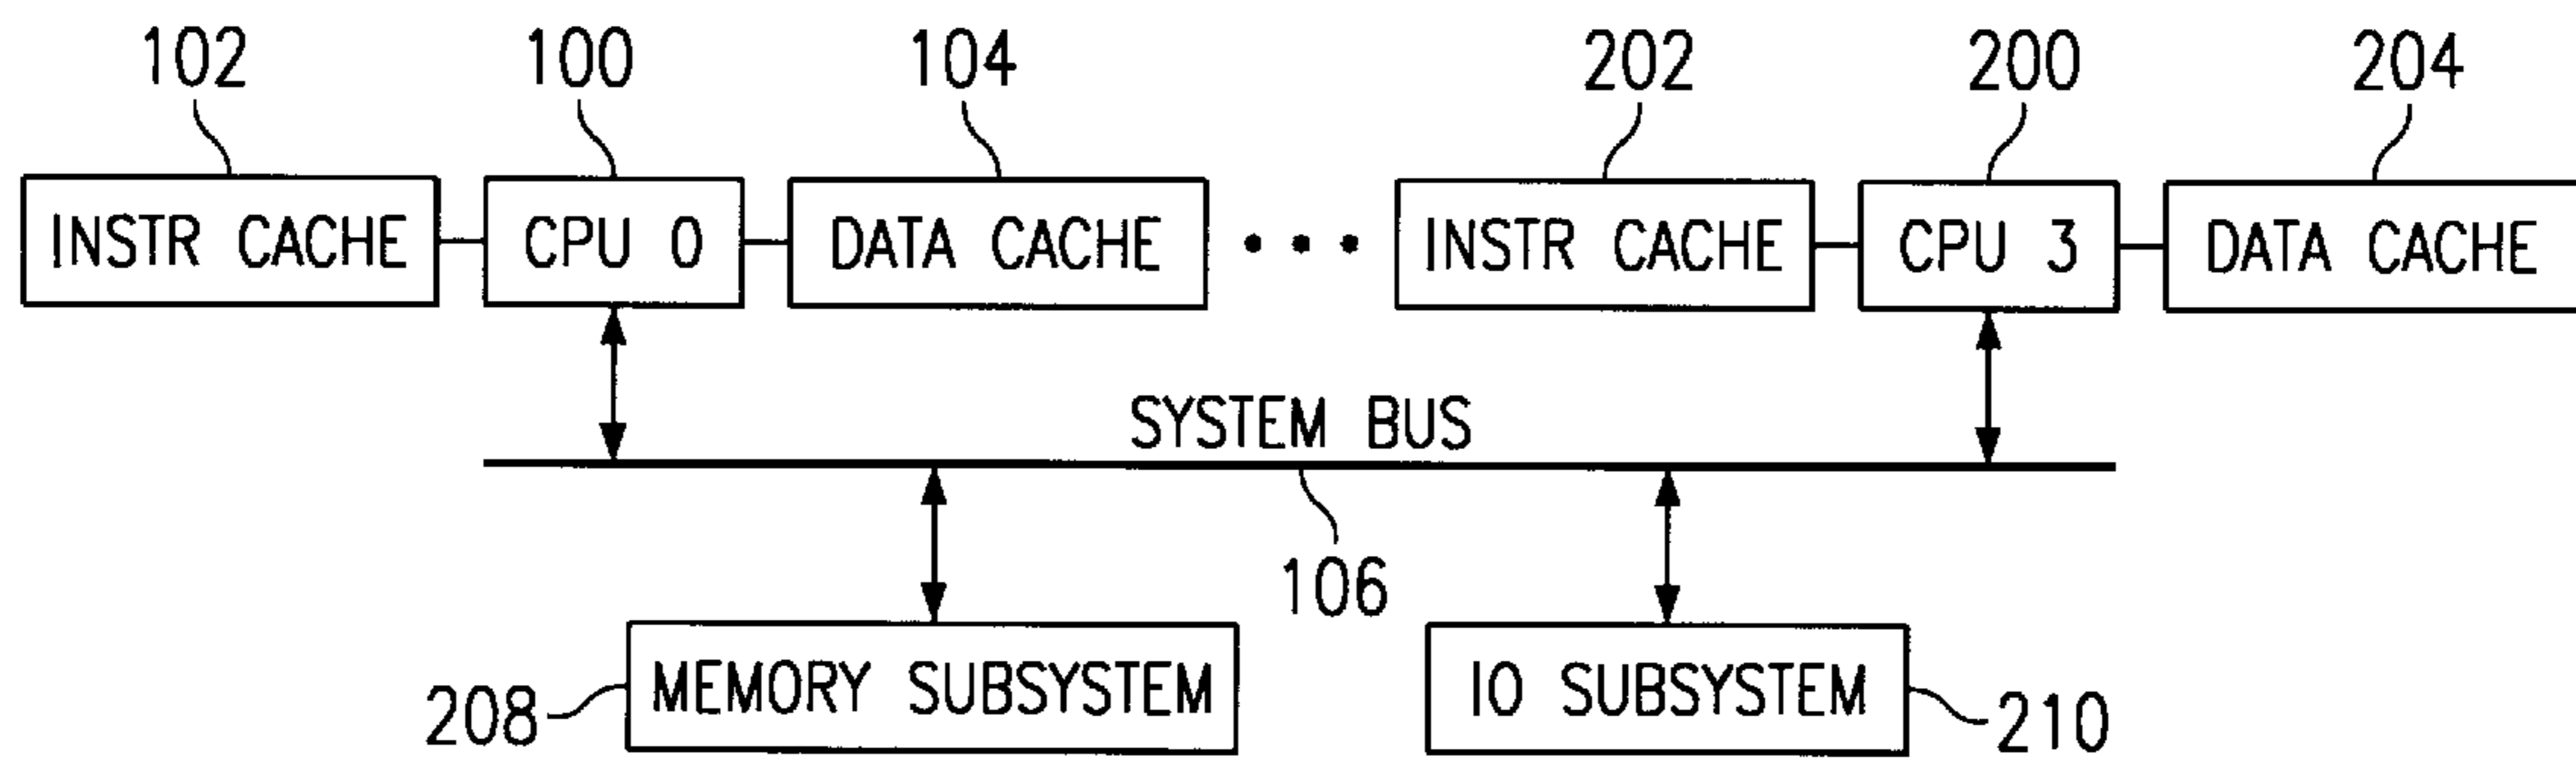 102 100 104 202 200 204
INSTR CACHE CPU 0 DATA CACHE • • • INSTR CACHE CPU 3 DATA CACHE
SYSTEM BUS
106
208 MEMORY SUBSYSTEM IO SUBSYSTEM 210